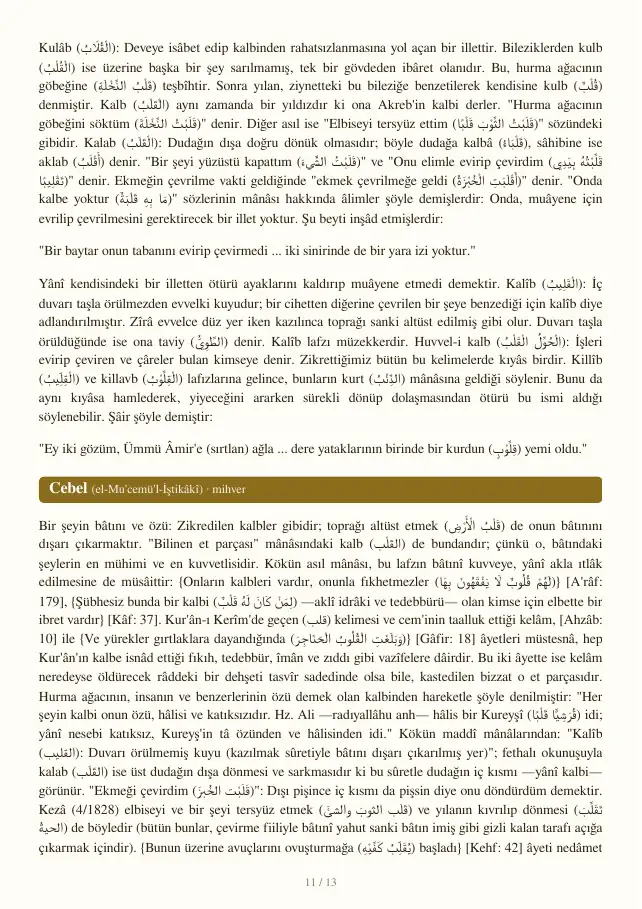 Kulâb (الْقُلَابُ): Deveye isâbet edip kalbinden rahatsızlanmasına yol açan bir illettir. Bileziklerden kulb
(الْقُلْبُ) ise üzerine başka bir şey sarılmamış, tek bir gövdeden ibâret olanıdır. Bu, hurma ağacının
göbeğine (قَلْبُ النَّخْلَةِ) teşbîhtir. Sonra yılan, ziynetteki bu bileziğe benzetilerek kendisine kulb (قُلْبٌ)
denmiştir. Kalb (الْقَلْبُ) aynı zamanda bir yıldızdır ki ona Akreb'in kalbi derler. "Hurma ağacının
göbeğini söktüm (قَلَبْتُ النَّخْلَةَ)" denir. Diğer asıl ise "Elbiseyi tersyüz ettim (قَلَبْتُ الثَّوْبَ قَلْبًا)" sözündeki
gibidir. Kalab (الْقَلَبُ): Dudağın dışa doğru dönük olmasıdır; böyle dudağa kalbâ (قَلْبَاءُ), sâhibine ise
aklab (أَقْلَبُ) denir. "Bir şeyi yüzüstü kapattım (قَلَبْتُ الشَّيْءَ)" ve "Onu elimle evirip çevirdim (قَلَّبْتُهُ بِيَدِي
تَقْلِيبًا)" denir. Ekmeğin çevrilme vakti geldiğinde "ekmek çevrilmeğe geldi (أَقْلَبَتِ الْخُبْزَةُ)" denir. "Onda
kalbe yoktur (مَا بِهِ قَلَبَةٌ)" sözlerinin mânâsı hakkında âlimler şöyle demişlerdir: Onda, muâyene için
evrilip çevrilmesini gerektirecek bir illet yoktur. Şu beyti inşâd etmişlerdir:
"Bir baytar onun tabanını evirip çevirmedi ... iki sinirinde de bir yara izi yoktur."
Yânî kendisindeki bir illetten ötürü ayaklarını kaldırıp muâyene etmedi demektir. Kalîb (الْقَلِيبُ): İç
duvarı taşla örülmezden evvelki kuyudur; bir cihetten diğerine çevrilen bir şeye benzediği için kalîb diye
adlandırılmıştır. Zîrâ evvelce düz yer iken kazılınca toprağı sanki altüst edilmiş gibi olur. Duvarı taşla
örüldüğünde ise ona taviy (الطَّوِيُّ) denir. Kalîb lafzı müzekkerdir. Huvvel-i kalb (الْحُوَّلُ الْقُلَّبُ): İşleri
evirip çeviren ve çâreler bulan kimseye denir. Zikrettiğimiz bütün bu kelimelerde kıyâs birdir. Killîb
(الْقِلِّيبُ) ve killavb (الْقِلَّوْبُ) lafızlarına gelince, bunların kurt (الذِّئْبُ) mânâsına geldiği söylenir. Bunu da
aynı kıyâsa hamlederek, yiyeceğini ararken sürekli dönüp dolaşmasından ötürü bu ismi aldığı
söylenebilir. Şâir şöyle demiştir:
"Ey iki gözüm, Ümmü Âmir'e (sırtlan) ağla ... dere yataklarının birinde bir kurdun (قِلَّوْبٍ) yemi oldu."
Cebel (el-Mu'cemü'l-İştikâkî) · mihver
Bir şeyin bâtını ve özü: Zikredilen kalbler gibidir; toprağı altüst etmek (قَلْبُ الْأَرْضِ) de onun bâtınını
dışarı çıkarmaktır. "Bilinen et parçası" mânâsındaki kalb (القلب) de bundandır; çünkü o, bâtındaki
şeylerin en mühimi ve en kuvvetlisidir. Kökün asıl mânâsı, bu lafzın bâtınî kuvveye, yânî akla ıtlâk
edilmesine de müsâittir: {Onların kalbleri vardır, onunla fıkhetmezler (لَهُمْ قُلُوبٌ لَا يَفْقَهُونَ بِهَا)} [A'râf:
179], {Şübhesiz bunda bir kalbi (لِمَنْ كَانَ لَهُ قَلْبٌ) —aklî idrâki ve tedebbürü— olan kimse için elbette bir
ibret vardır} [Kâf: 37]. Kur'ân-ı Kerîm'de geçen (قلب) kelimesi ve cem'inin taalluk ettiği kelâm, [Ahzâb:
10] ile {Ve yürekler gırtlaklara dayandığında (وَبَلَغَتِ الْقُلُوبُ الْحَنَاجِرَ)} [Gâfir: 18] âyetleri müstesnâ, hep
Kur'ân'ın kalbe isnâd ettiği fıkıh, tedebbür, îmân ve zıddı gibi vazîfelere dâirdir. Bu iki âyette ise kelâm
neredeyse öldürecek râddeki bir dehşeti tasvîr sadedinde olsa bile, kastedilen bizzat o et parçasıdır.
Hurma ağacının, insanın ve benzerlerinin özü demek olan kalbinden hareketle şöyle denilmiştir: "Her
şeyin kalbi onun özü, hâlisi ve katıksızıdır. Hz. Ali —radıyallâhu anh— hâlis bir Kureyşî (قُرَشِيًّا قَلْبًا) idi;
yânî nesebi katıksız, Kureyş'in tâ özünden ve hâlisinden idi." Kökün maddî mânâlarından: "Kalîb
(القليب): Duvarı örülmemiş kuyu (kazılmak sûretiyle bâtını dışarı çıkarılmış yer)"; fethalı okunuşuyla
kalab (القلَب) ise üst dudağın dışa dönmesi ve sarkmasıdır ki bu sûretle dudağın iç kısmı —yânî kalbi—
görünür. "Ekmeği çevirdim (قَلَبْت الخُبزَ)": Dışı pişince iç kısmı da pişsin diye onu döndürdüm demektir.
Kezâ (4/1828) elbiseyi ve bir şeyi tersyüz etmek (قلب الثوب والشئ) ve yılanın kıvrılıp dönmesi (تقَلُّب
الحية) de böyledir (bütün bunlar, çevirme fiiliyle bâtınî yahut sanki bâtın imiş gibi gizli kalan tarafı açığa
çıkarmak içindir). {Bunun üzerine avuçlarını ovuşturmağa (يُقَلِّبُ كَفَّيْهِ) başladı} [Kehf: 42] âyeti nedâmet
11 / 13